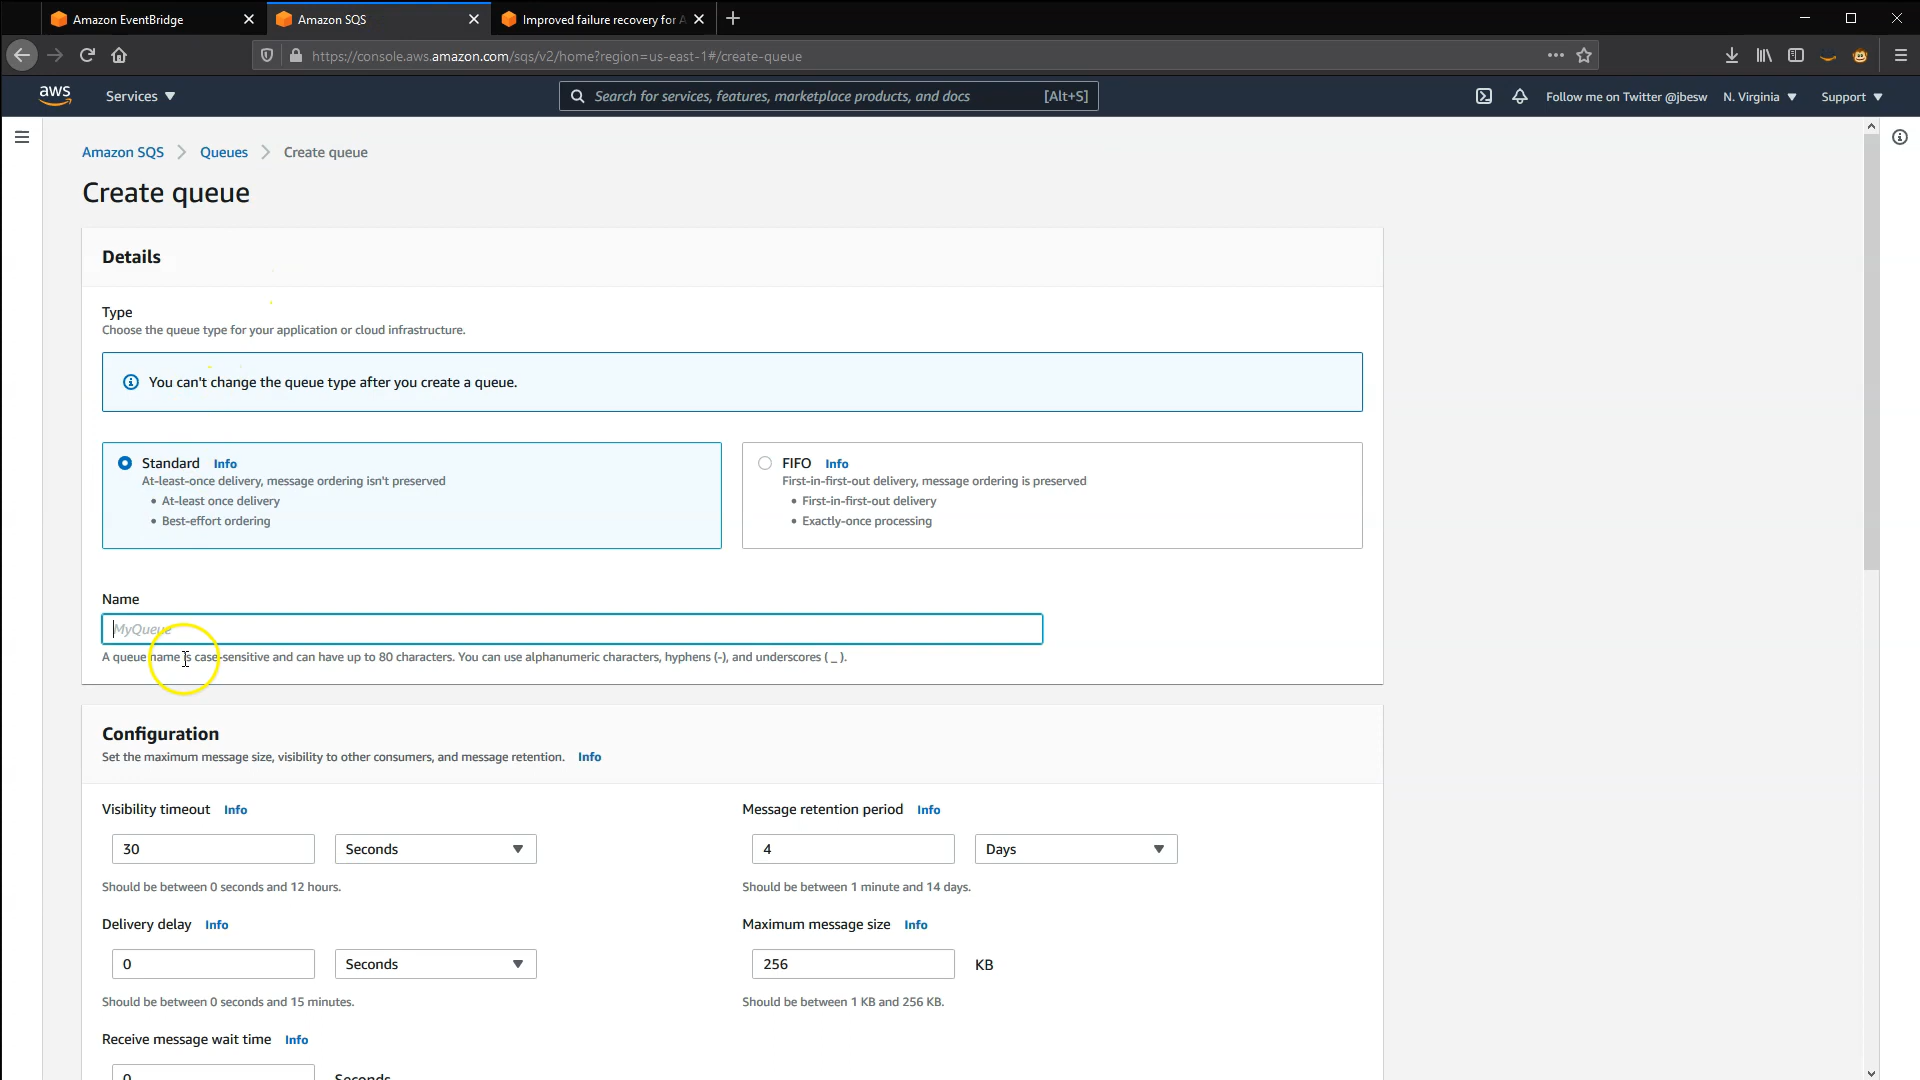 Amazon EventBridge
Amazon SQS
Improved failure recovery for A
https://console.aws.amazon.com/sqs/v2/home?region=us-east-1#/create-queue
aws
Services
Search for services, features, marketplace products, and docs
[Alt+S]
Follow me on Twitter @jbesw
N. Virginia
Support
Amazon SQS
Queues
Create queue
Create queue
Details
Type
Choose the queue type for your application or cloud infrastructure.
You can't change the queue type after you create a queue.
Standard Info
At-least-once delivery, message ordering isn't preserved
• At-least once delivery
• Best-effort ordering
FIFO Info
First-in-first-out delivery, message ordering is preserved
• First-in-first-out delivery
• Exactly-once processing
Name
MyQueue
A queue name is case-sensitive and can have up to 80 characters. You can use alphanumeric characters, hyphens (-), and underscores ( _ ).
Configuration
Set the maximum message size, visibility to other consumers, and message retention. Info
Visibility timeout Info
30
Seconds
Should be between 0 seconds and 12 hours.
Message retention period Info
4
Days
Should be between 1 minute and 14 days.
Delivery delay Info
0
Seconds
Should be between 0 seconds and 15 minutes.
Maximum message size Info
256
KB
Should be between 1 KB and 256 KB.
Receive message wait time Info
0
Seconds